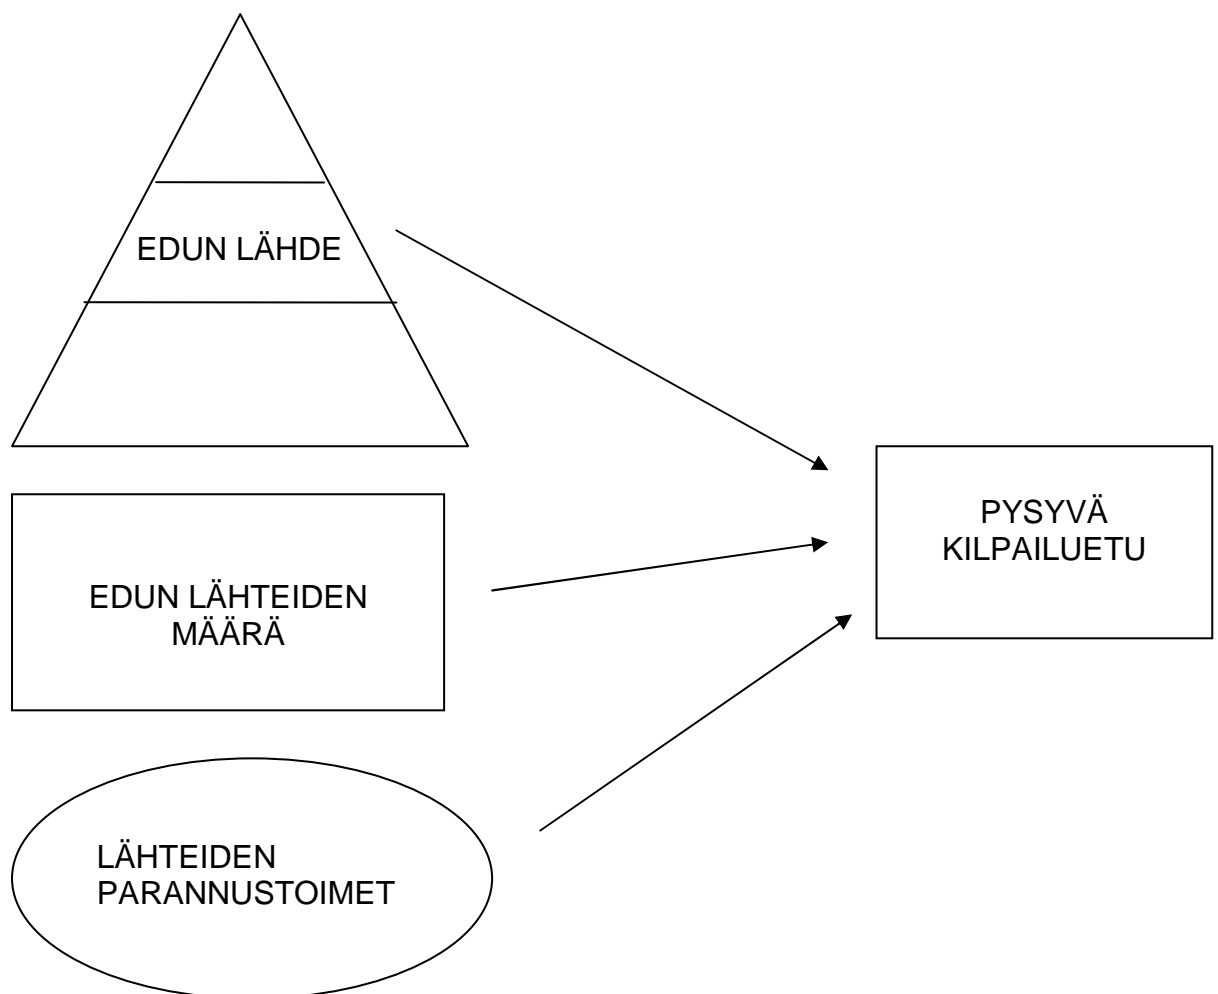 EDUN LÄHDE
EDUN LÄHTEIDEN
MÄÄRÄ
LÄHTEIDEN
PARANNUSTOIMET
PYSYVÄ
KILPAILUETU